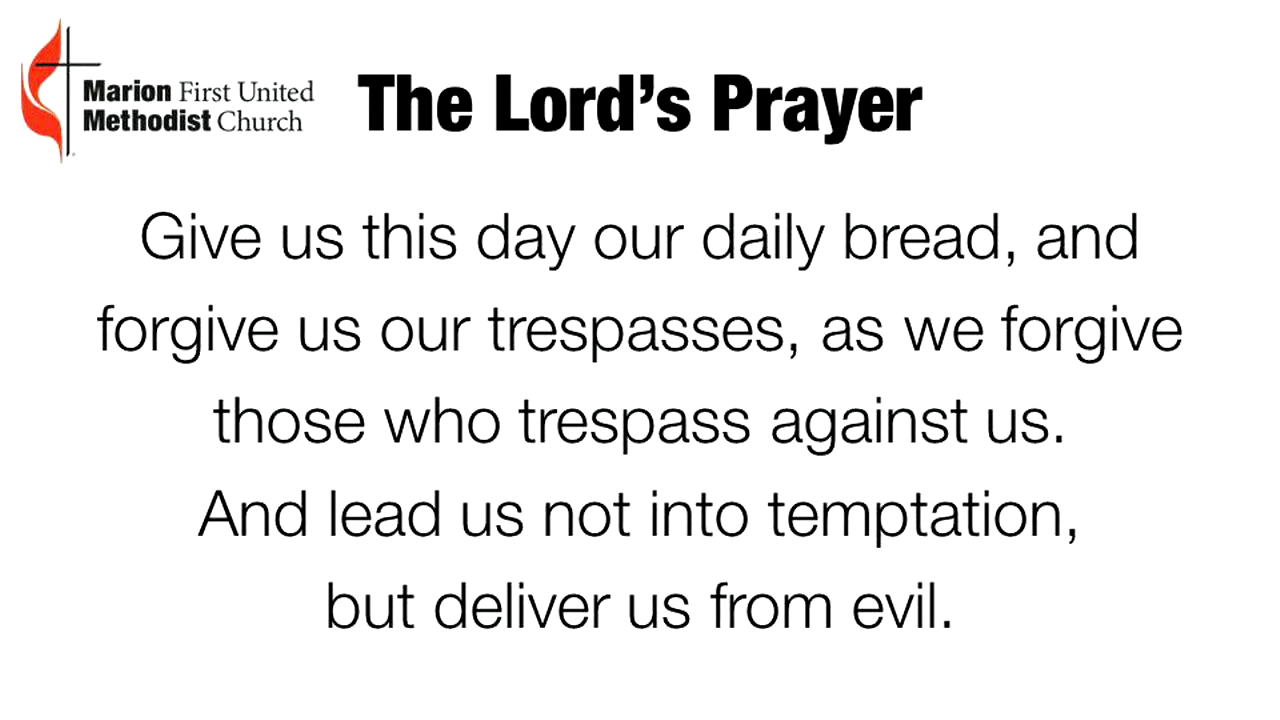 Marion First United
Methodist Church
The Lord's Prayer
Give us this day our daily bread, and
forgive us our trespasses, as we forgive
those who trespass against us.
And lead us not into temptation,
but deliver us from evil.